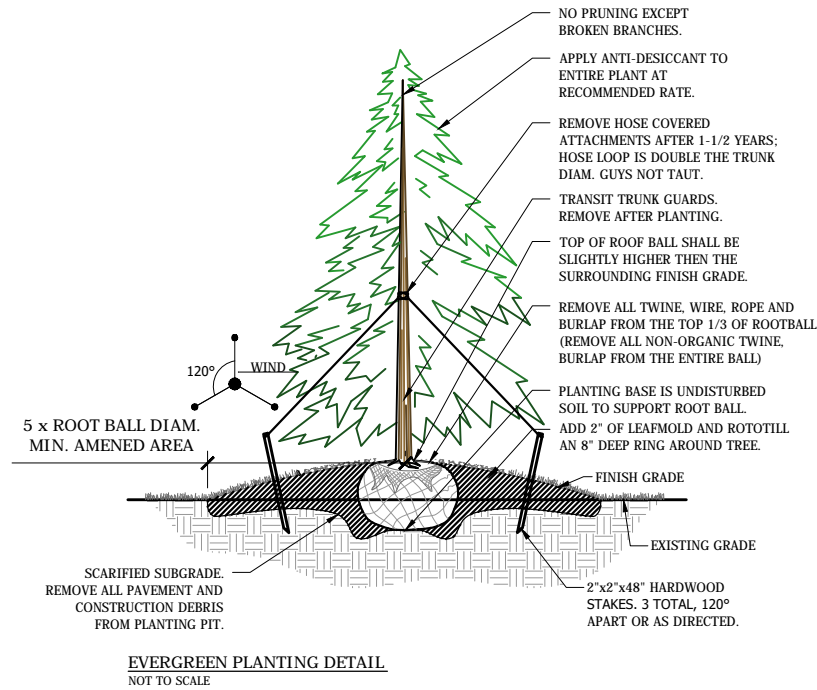 NO PRUNING EXCEPT
BROKEN BRANCHES.
APPLY ANTI-DESICCANT TO
ENTIRE PLANT AT
RECOMMENDED RATE.
REMOVE HOSE COVERED
ATTACHMENTS AFTER 1-1/2 YEARS;
HOSE LOOP IS DOUBLE THE TRUNK
DIAM. GUYS NOT TAUT.
TRANSIT TRUNK GUARDS.
REMOVE AFTER PLANTING.
TOP OF ROOF BALL SHALL BE
SLIGHTLY HIGHER THEN THE
SURROUNDING FINISH GRADE.
REMOVE ALL TWINE, WIRE, ROPE AND
BURLAP FROM THE TOP 1/3 OF ROOTBALL
(REMOVE ALL NON-ORGANIC TWINE,
BURLAP FROM THE ENTIRE BALL)
PLANTING BASE IS UNDISTURBED
SOIL TO SUPPORT ROOT BALL.
ADD 2" OF LEAFMOLD AND ROTOTILL
AN 8" DEEP RING AROUND TREE.
FINISH GRADE
EXISTING GRADE
2"x2"x48" HARDWOOD
STAKES. 3 TOTAL, 120°
APART OR AS DIRECTED.
120°
WIND
5 x ROOT BALL DIAM.
MIN. AMENED AREA
SCARIFIED SUBGRADE.
REMOVE ALL PAVEMENT AND
CONSTRUCTION DEBRIS
FROM PLANTING PIT.
EVERGREEN PLANTING DETAIL
NOT TO SCALE